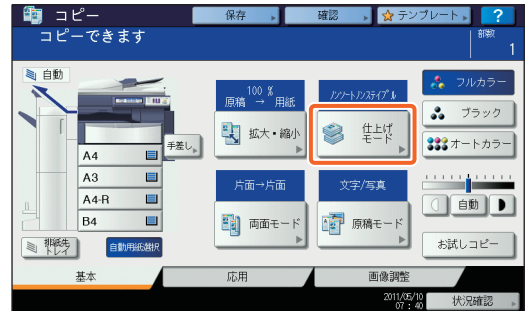 コピー
保存
確認
テンプレート
?
コピーできます
部数
1
自動
100 %
原稿 → 用紙
ノンソート/ノンステイプル
フルカラー
拡大・縮小
仕上げ
モード
ブラック
手差し
オートカラー
A4
A3
片面→片面
文字/写真
A4-R
両面モード
原稿モード
自動
B4
排紙先
トレイ
自動用紙選択
お試しコピー
基本
応用
画像調整
2011/05/10
07 : 40
状況確認